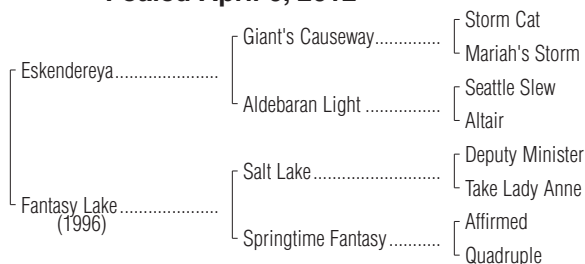 Foaled April 2012
Storm Cat
Giant's Causeway..............
Mariah's Storm
Eskendereya......................
Seattle Slew
Aldebaran Light ................
Altair
Deputy Minister
Salt Lake...........................
Take Lady Anne
Fantasy Lake.....................
(1996)
Affirmed
Springtime Fantasy...........
Quadruple